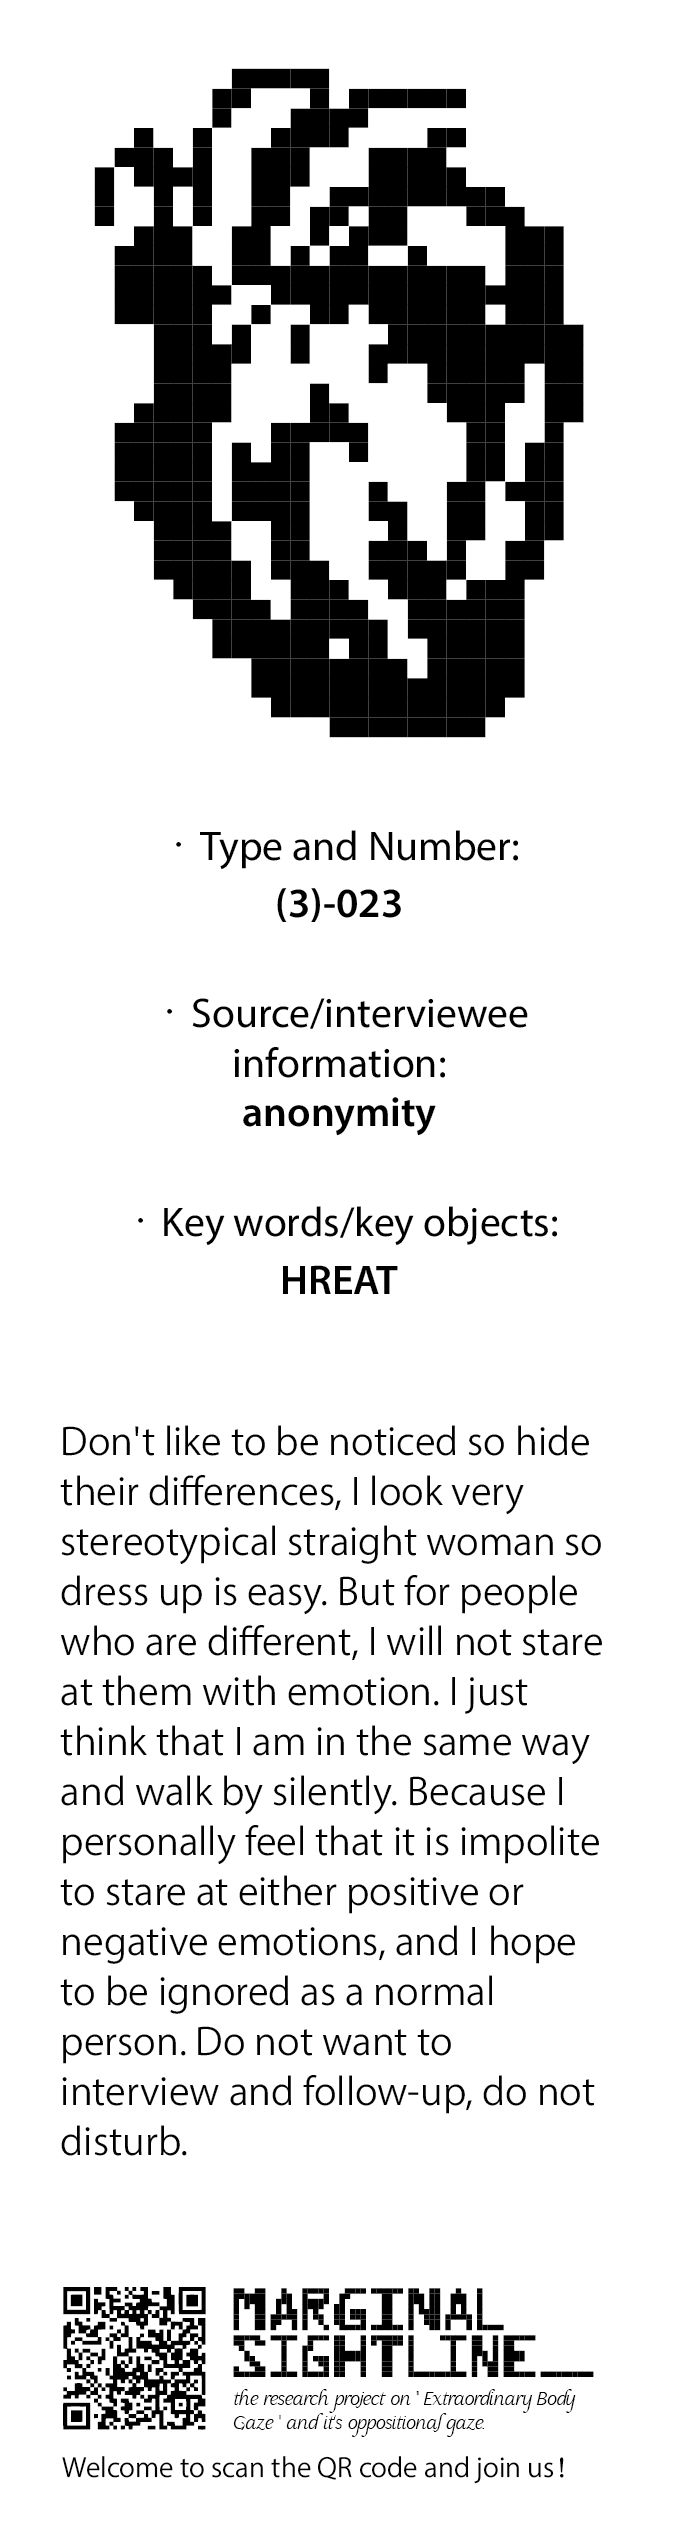 · Type and Number:
(3)-023
· Source/interviewee
information:
anonymity
· Key words/key objects:
HREAT
Don't like to be noticed so hide
their differences, I look very
stereotypical straight woman so
dress up is easy. But for people
who are different, I will not stare
at them with emotion. I just
think that I am in the same way
and walk by silently. Because I
personally feel that it is impolite
to stare at either positive or
negative emotions, and I hope
to be ignored as a normal
person. Do not want to
interview and follow-up, do not
disturb.
MARGINAL
SIGHTLINE_
the research project on ' Extraordinary Body
Gaze ' and it's oppositional gaze.
Welcome to scan the QR code and join us!